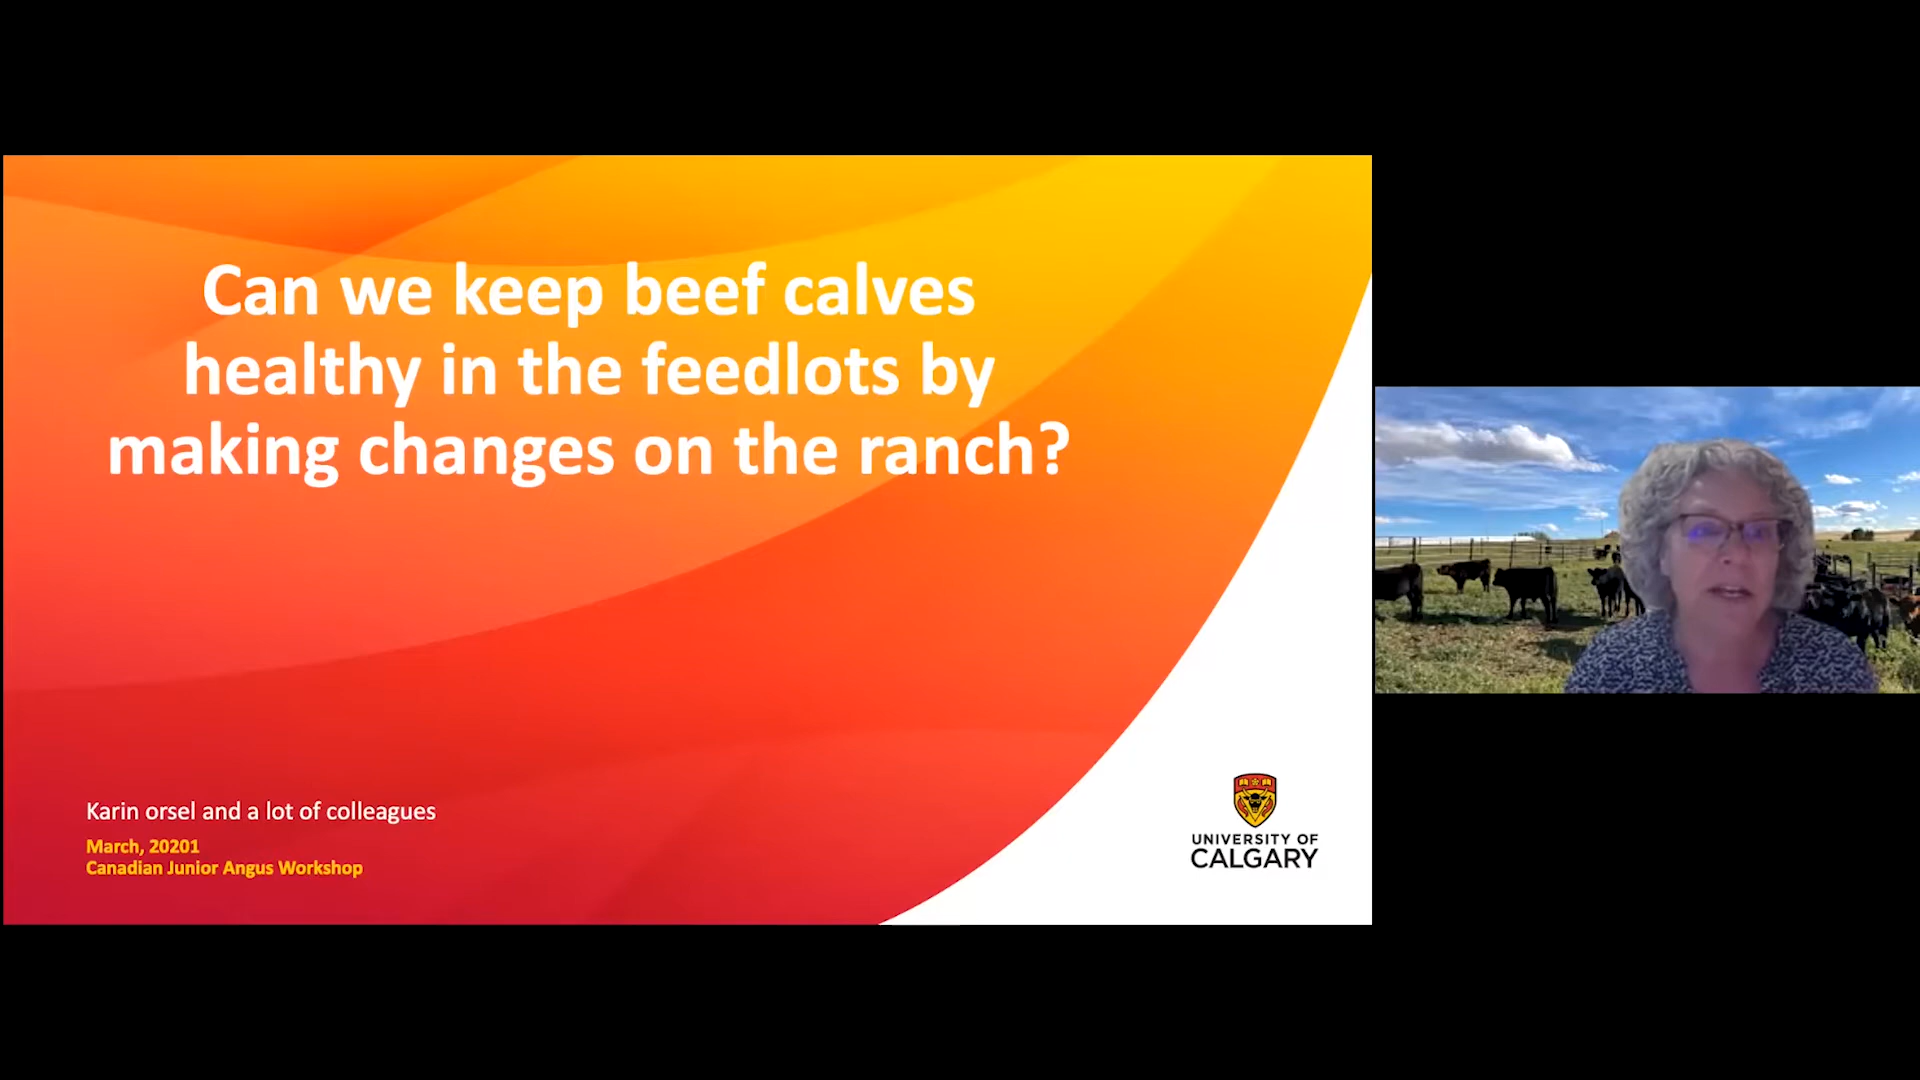 Can we keep beef calves
healthy in the feedlots by
making changes on the ranch?
Karin orsel and a lot of colleagues
March, 20201
Canadian Junior Angus Workshop
UNIVERSITY OF
CALGARY